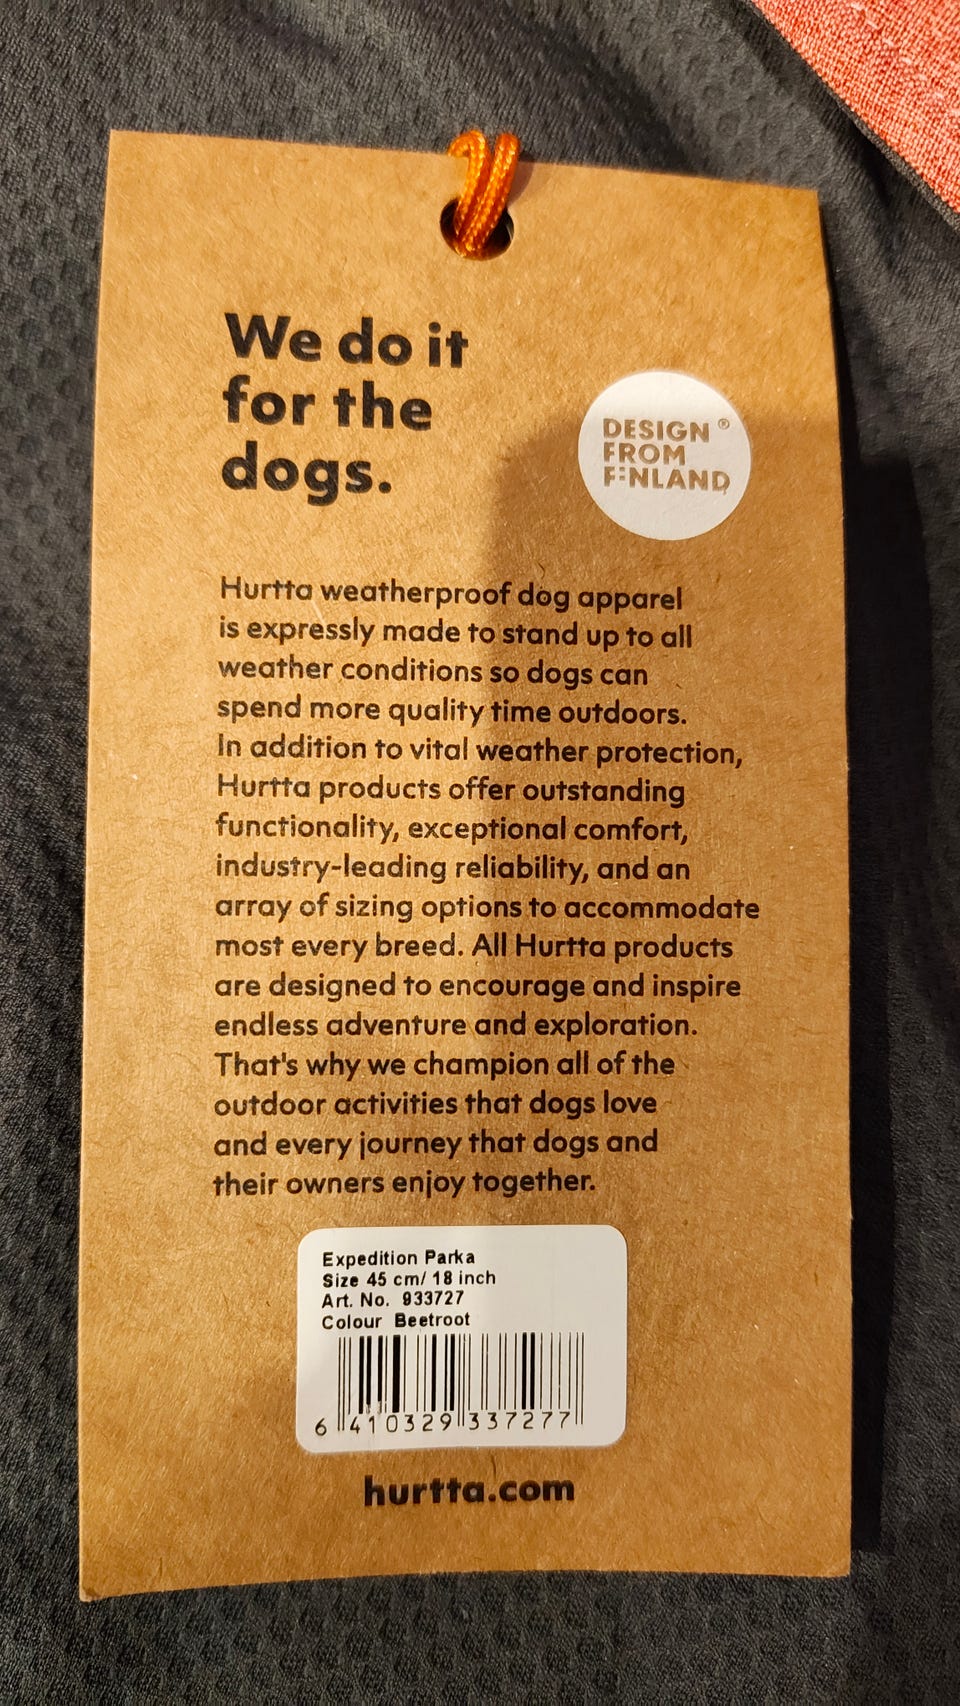 We do it
for the
dogs.
DESIGN ®
FROM
FINLAND
Hurtta weatherproof dog apparel
is expressly made to stand up to all
weather conditions so dogs can
spend more quality time outdoors.
In addition to vital weather protection,
Hurtta products offer outstanding
functionality, exceptional comfort,
industry-leading reliability, and an
array of sizing options to accommodate
most every breed. All Hurtta products
are designed to encourage and inspire
endless adventure and exploration.
That's why we champion all of the
outdoor activities that dogs love
and every journey that dogs and
their owners enjoy together.
Expedition Parka
Size 45 cm/ 18 inch
Art. No. 933727
Colour Beetroot
6 410329 337277
hurtta.com